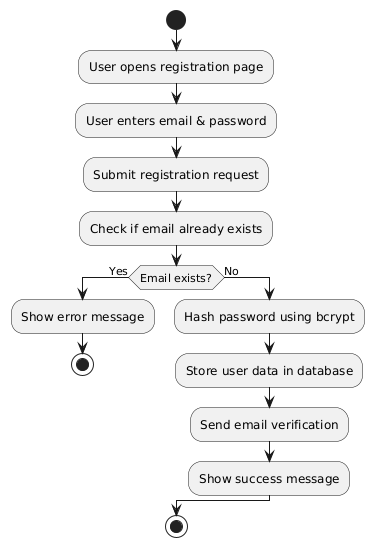 User opens registration page
User enters email & password
Submit registration request
Check if email already exists
Yes
Email exists?
No
Show error message
Hash password using bcrypt
Store user data in database
Send email verification
Show success message